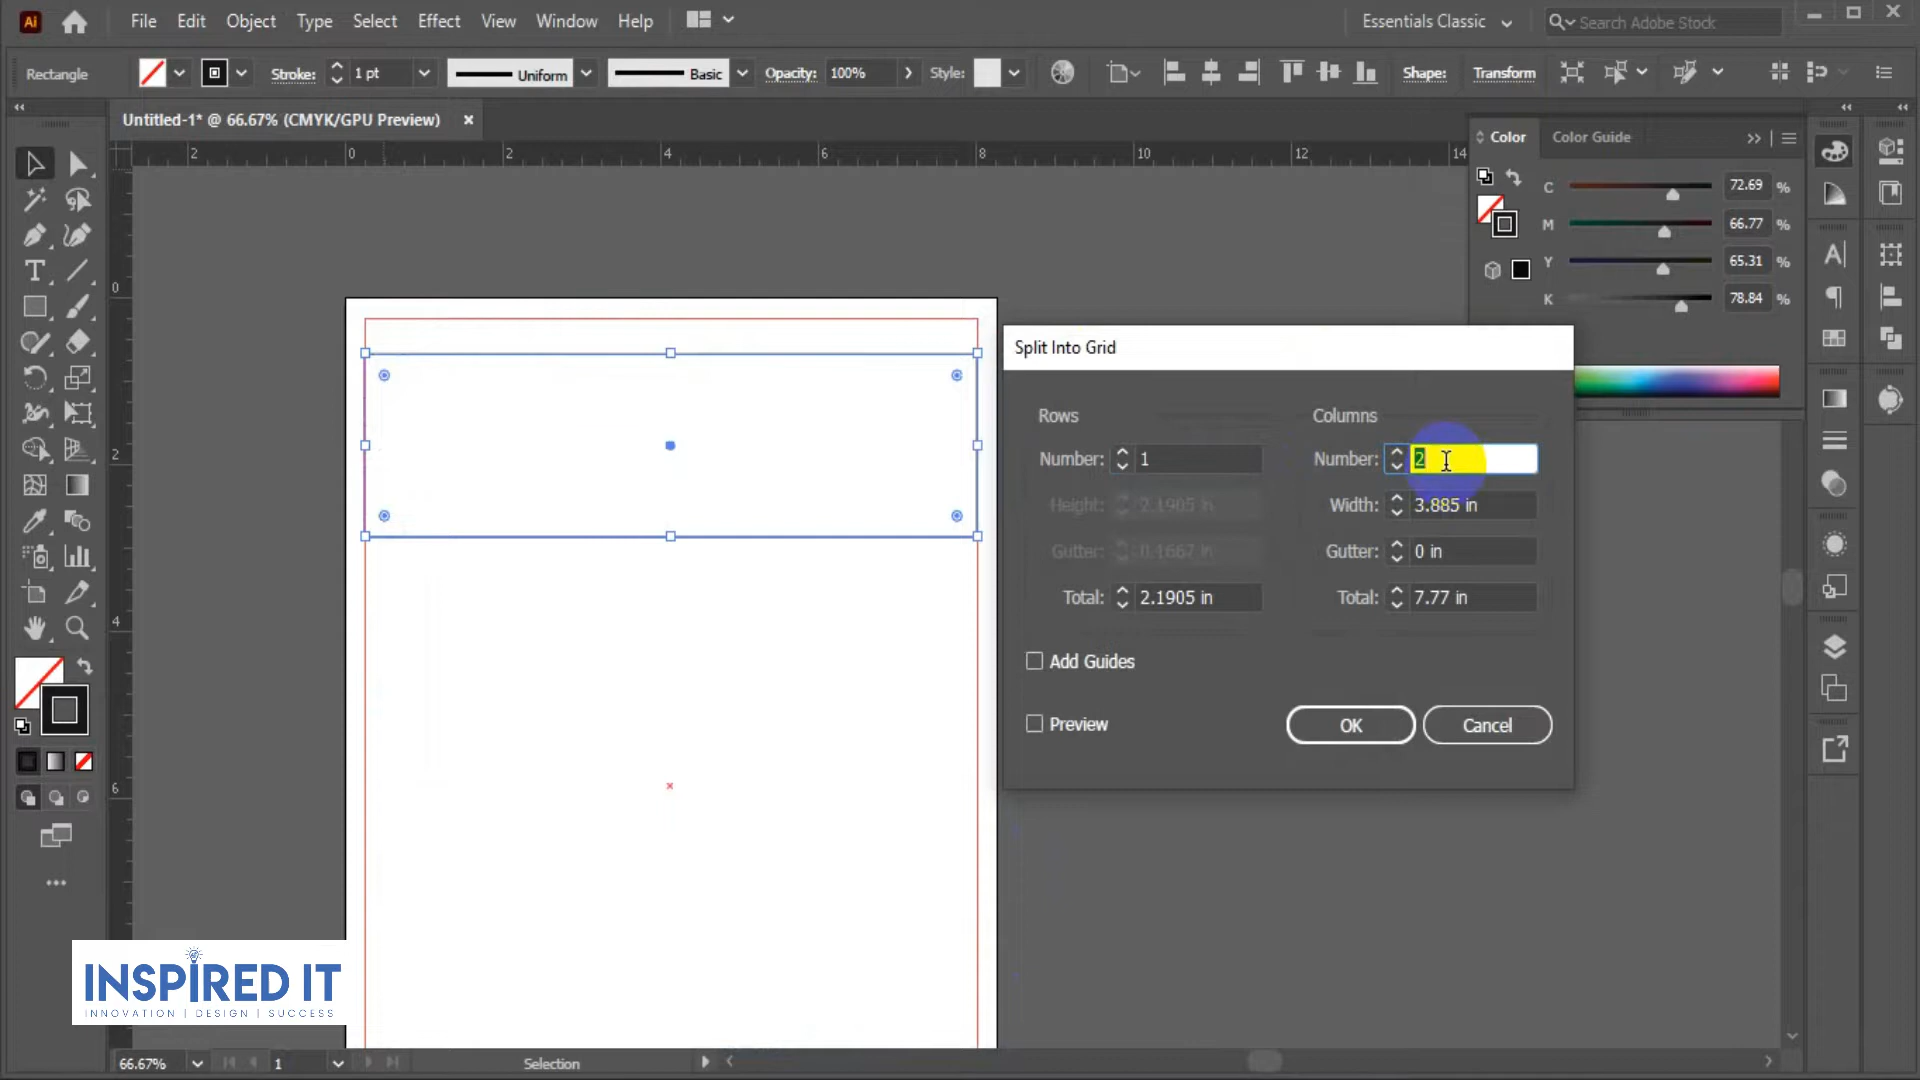 Ai File Edit Object Type Select Effect View Window Help Essentials Classic Search Adobe Stock
Rectangle Stroke: 1 pt Uniform Basic Opacity: 100% Style: Shape: Transform
Untitled-1* @ 66.67% (CMYK/GPU Preview) ×
2 0 2 4 6 8 10 12 14
Color Color Guide
C 72.69 %
M 66.77 %
Y 65.31 %
K 78.84 %
0
2
4
6
Split Into Grid
Rows Columns
Number: 1 Number: 2
Height: 2.1905 in Width: 3.885 in
Gutter: 0.1667 in Gutter: 0 in
Total: 2.1905 in Total: 7.77 in
Add Guides
Preview OK Cancel
INSPIRED IT
INNOVATION | DESIGN | SUCCESS
66.67% 1 Selection